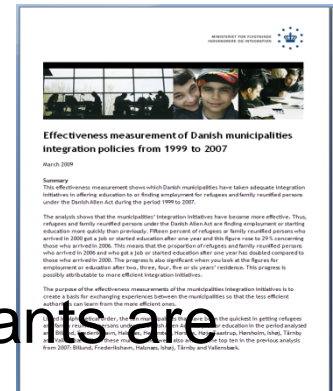 MINISTERIET FOR FLYGTNINGE
INDVANDRERE OG INTEGRATION
Effectiveness measurement of Danish municipalities
integration policies from 1999 to 2007
March 2009
Summary
This effectiveness measurement shows which Danish municipalities have taken adequate integration
initiatives in offering education to or finding employment for refugees and family reunified persons
under the Danish Alien Act during the period 1999 to 2007.
The analysis shows that the municipalities' integration initiatives have become more effective. Thus,
refugees and family reunified persons under the Danish Alien Act are finding employment or starting
education more quickly than previously. Fifteen percent of refugees or family reunified persons who
arrived in 2000 got a job or started education after one year and this figure rose to 29 % concerning
those who arrived in 2006. This means that the proportion of refugees and family reunified persons
who arrived in 2006 and who got a job or started education after one year has doubled compared to
those who arrived in 2000. The progress is also significant when you look at the figures for
employment or education after two, three, four, five or six years' residence. This progress is
possibly attributable to more efficient integration initiatives.
The purpose of the effectiveness measurements of the municipalities integration initiatives is to
create a basis for exchanging experiences between the municipalities so that the less efficient
authorities can learn from the more efficient ones.
ants are
from 2007: Billund, Frederikshavn, Halsnæs, Ishøj, Tårnby and Vallensbæk.